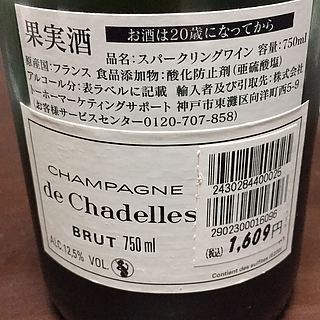 果実酒
お酒は20歳になってから
品名:スパークリングワイン 容量:750ml
原産国:フランス 食品添加物:酸化防止剤(亜硫酸塩)
アルコール分:表ラベルに記載 輸入者及び引取先:株式会社
トーホーマーケティングサポート 神戸市東灘区向洋町西5-9
お客様サービスセンター0120-707-858)
CHAMPAGNE
de Chadelles
BRUT 750 ml
ALC.12,5% VOL.
2430284400026
2902300016096
(税込) 1,609円
Contient des sulfites